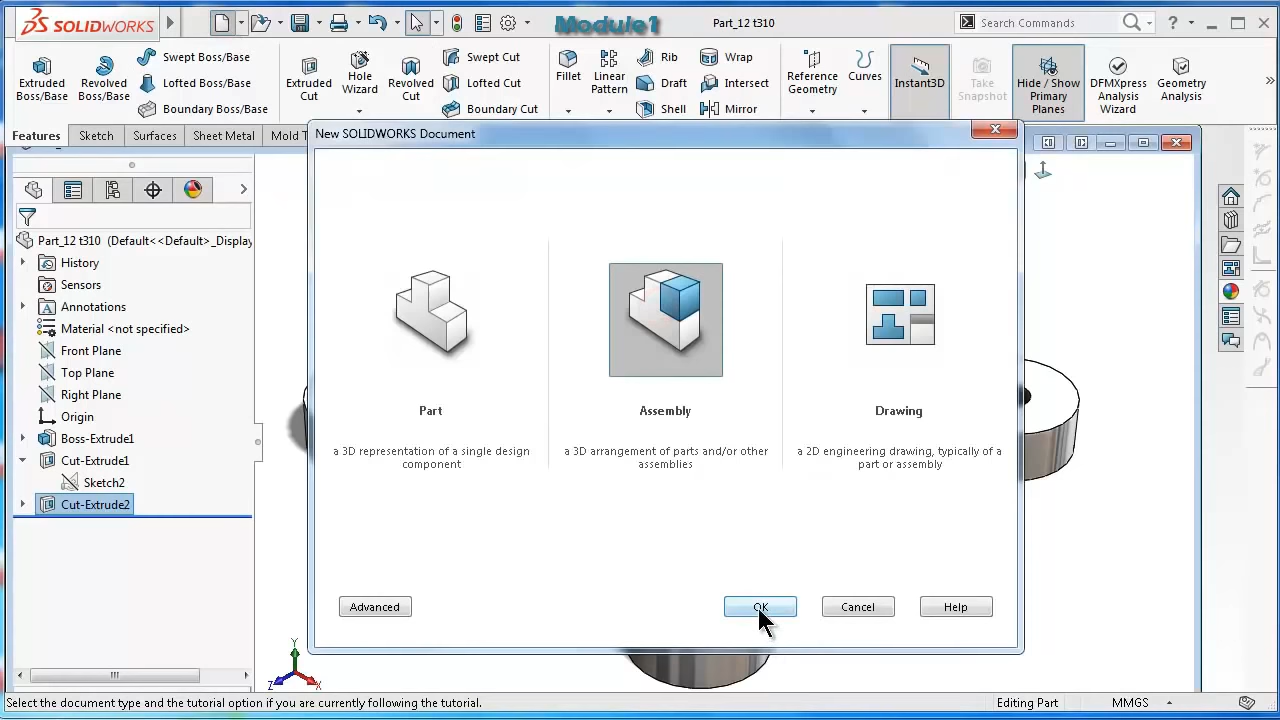 SOLIDWORKS
Module1
Part_12 t310
Search Commands
Extruded Boss/Base
Revolved Boss/Base
Swept Boss/Base
Lofted Boss/Base
Boundary Boss/Base
Extruded Cut
Hole Wizard
Revolved Cut
Swept Cut
Lofted Cut
Boundary Cut
Fillet
Linear Pattern
Rib
Draft
Shell
Wrap
Intersect
Mirror
Reference Geometry
Curves
Instant3D
Take Snapshot
Hide / Show Primary Planes
DFMXpress Analysis Wizard
Geometry Analysis
Features
Sketch
Surfaces
Sheet Metal
Mold T
New SOLIDWORKS Document
Part_12 t310 (Default<<Default>_Display
History
Sensors
Annotations
Material <not specified>
Front Plane
Top Plane
Right Plane
Origin
Boss-Extrude1
Cut-Extrude1
Sketch2
Cut-Extrude2
Part
a 3D representation of a single design
component
Assembly
a 3D arrangement of parts and/or other
assemblies
Drawing
a 2D engineering drawing, typically of a
part or assembly
Advanced
OK
Cancel
Help
Y
Z
X
Select the document type and the tutorial option if you are currently following the tutorial.
Editing Part
MMGS